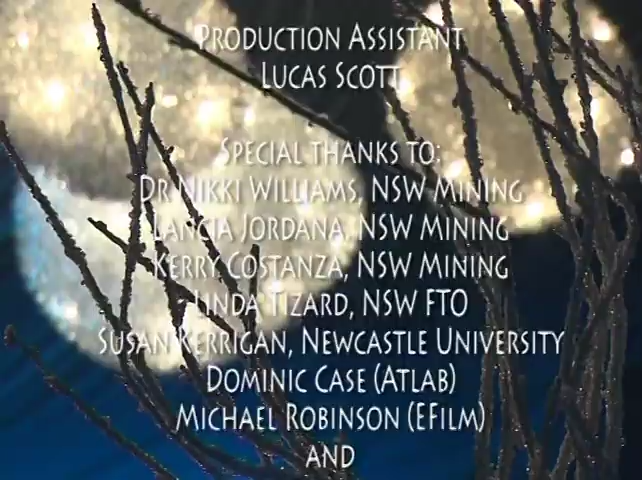 Production Assistant
Lucas Scott
Special thanks to:
Dr Nikki Williams, NSW Mining
Lancia Jordana, NSW Mining
Kerry Costanza, NSW Mining
Linda Tizard, NSW FTO
Susan Kerrigan, Newcastle University
Dominic Case (Atlab)
Michael Robinson (EFilm)
and